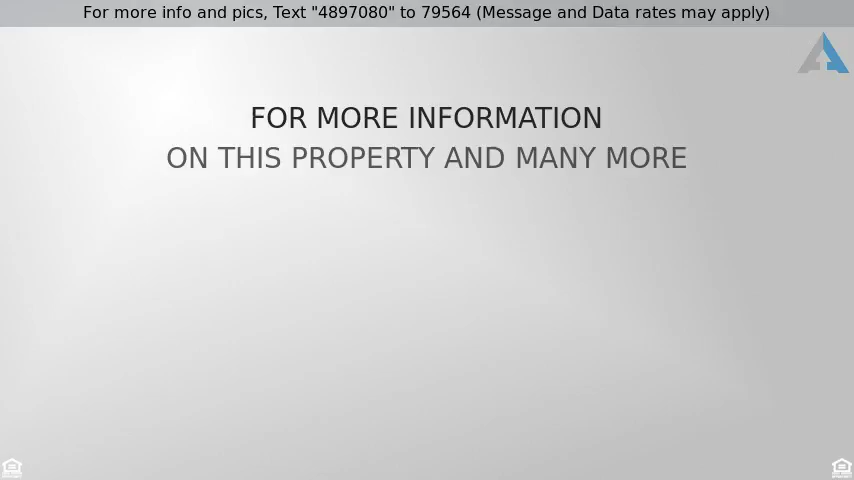 For more info and pics, Text "4897080" to 79564 (Message and Data rates may apply)
FOR MORE INFORMATION
ON THIS PROPERTY AND MANY MORE